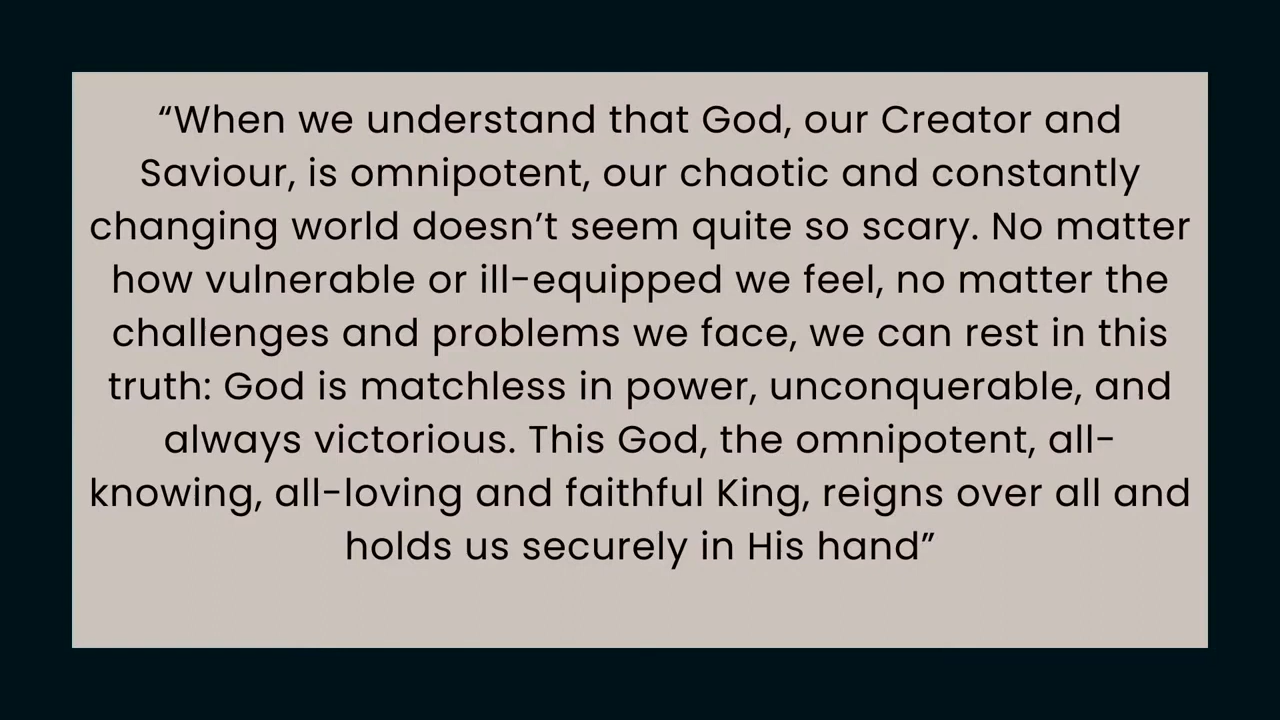 “When we understand that God, our Creator and
Saviour, is omnipotent, our chaotic and constantly
changing world doesn’t seem quite so scary. No matter
how vulnerable or ill-equipped we feel, no matter the
challenges and problems we face, we can rest in this
truth: God is matchless in power, unconquerable, and
always victorious. This God, the omnipotent, all-
knowing, all-loving and faithful King, reigns over all and
holds us securely in His hand”